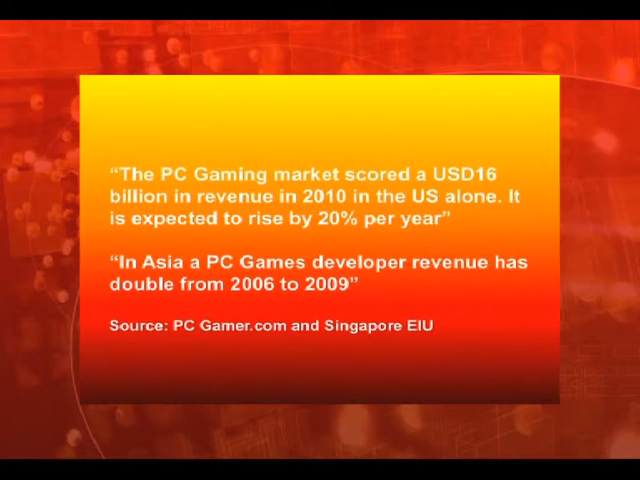 “The PC Gaming market scored a USD16
billion in revenue in 2010 in the US alone. It
is expected to rise by 20% per year”
“In Asia a PC Games developer revenue has
double from 2006 to 2009”
Source: PC Gamer.com and Singapore EIU